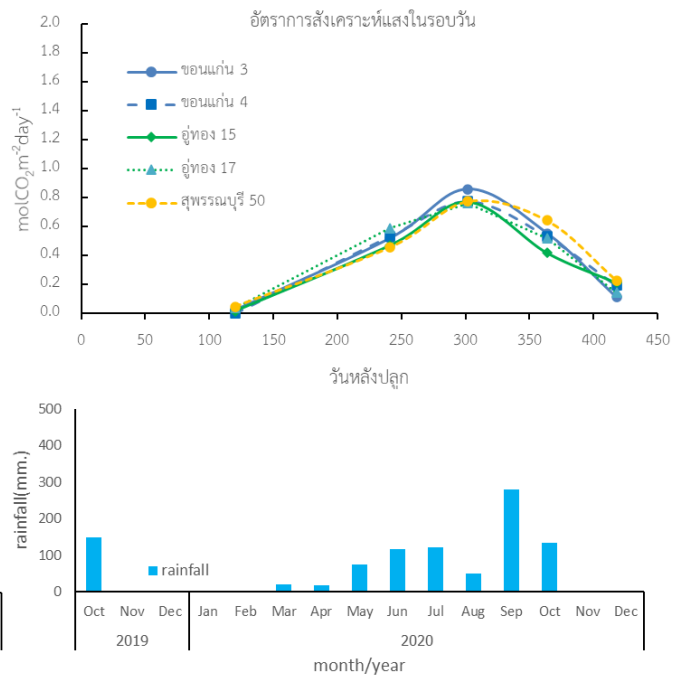 อัตราการสังเคราะห์แสงในรอบวัน
2.0
1.8
1.6
1.4
1.2
1.0
0.8
0.6
0.4
0.2
0.0
molCO₂m⁻²day⁻¹
ขอนแก่น 3
ขอนแก่น 4
อู่ทอง 15
อู่ทอง 17
สุพรรณบุรี 50
0 50 100 150 200 250 300 350 400 450
วันหลังปลูก
500
400
300
200
100
0
rainfall(mm.)
rainfall
Oct Nov Dec Jan Feb Mar Apr May Jun Jul Aug Sep Oct Nov Dec
2019 2020
month/year